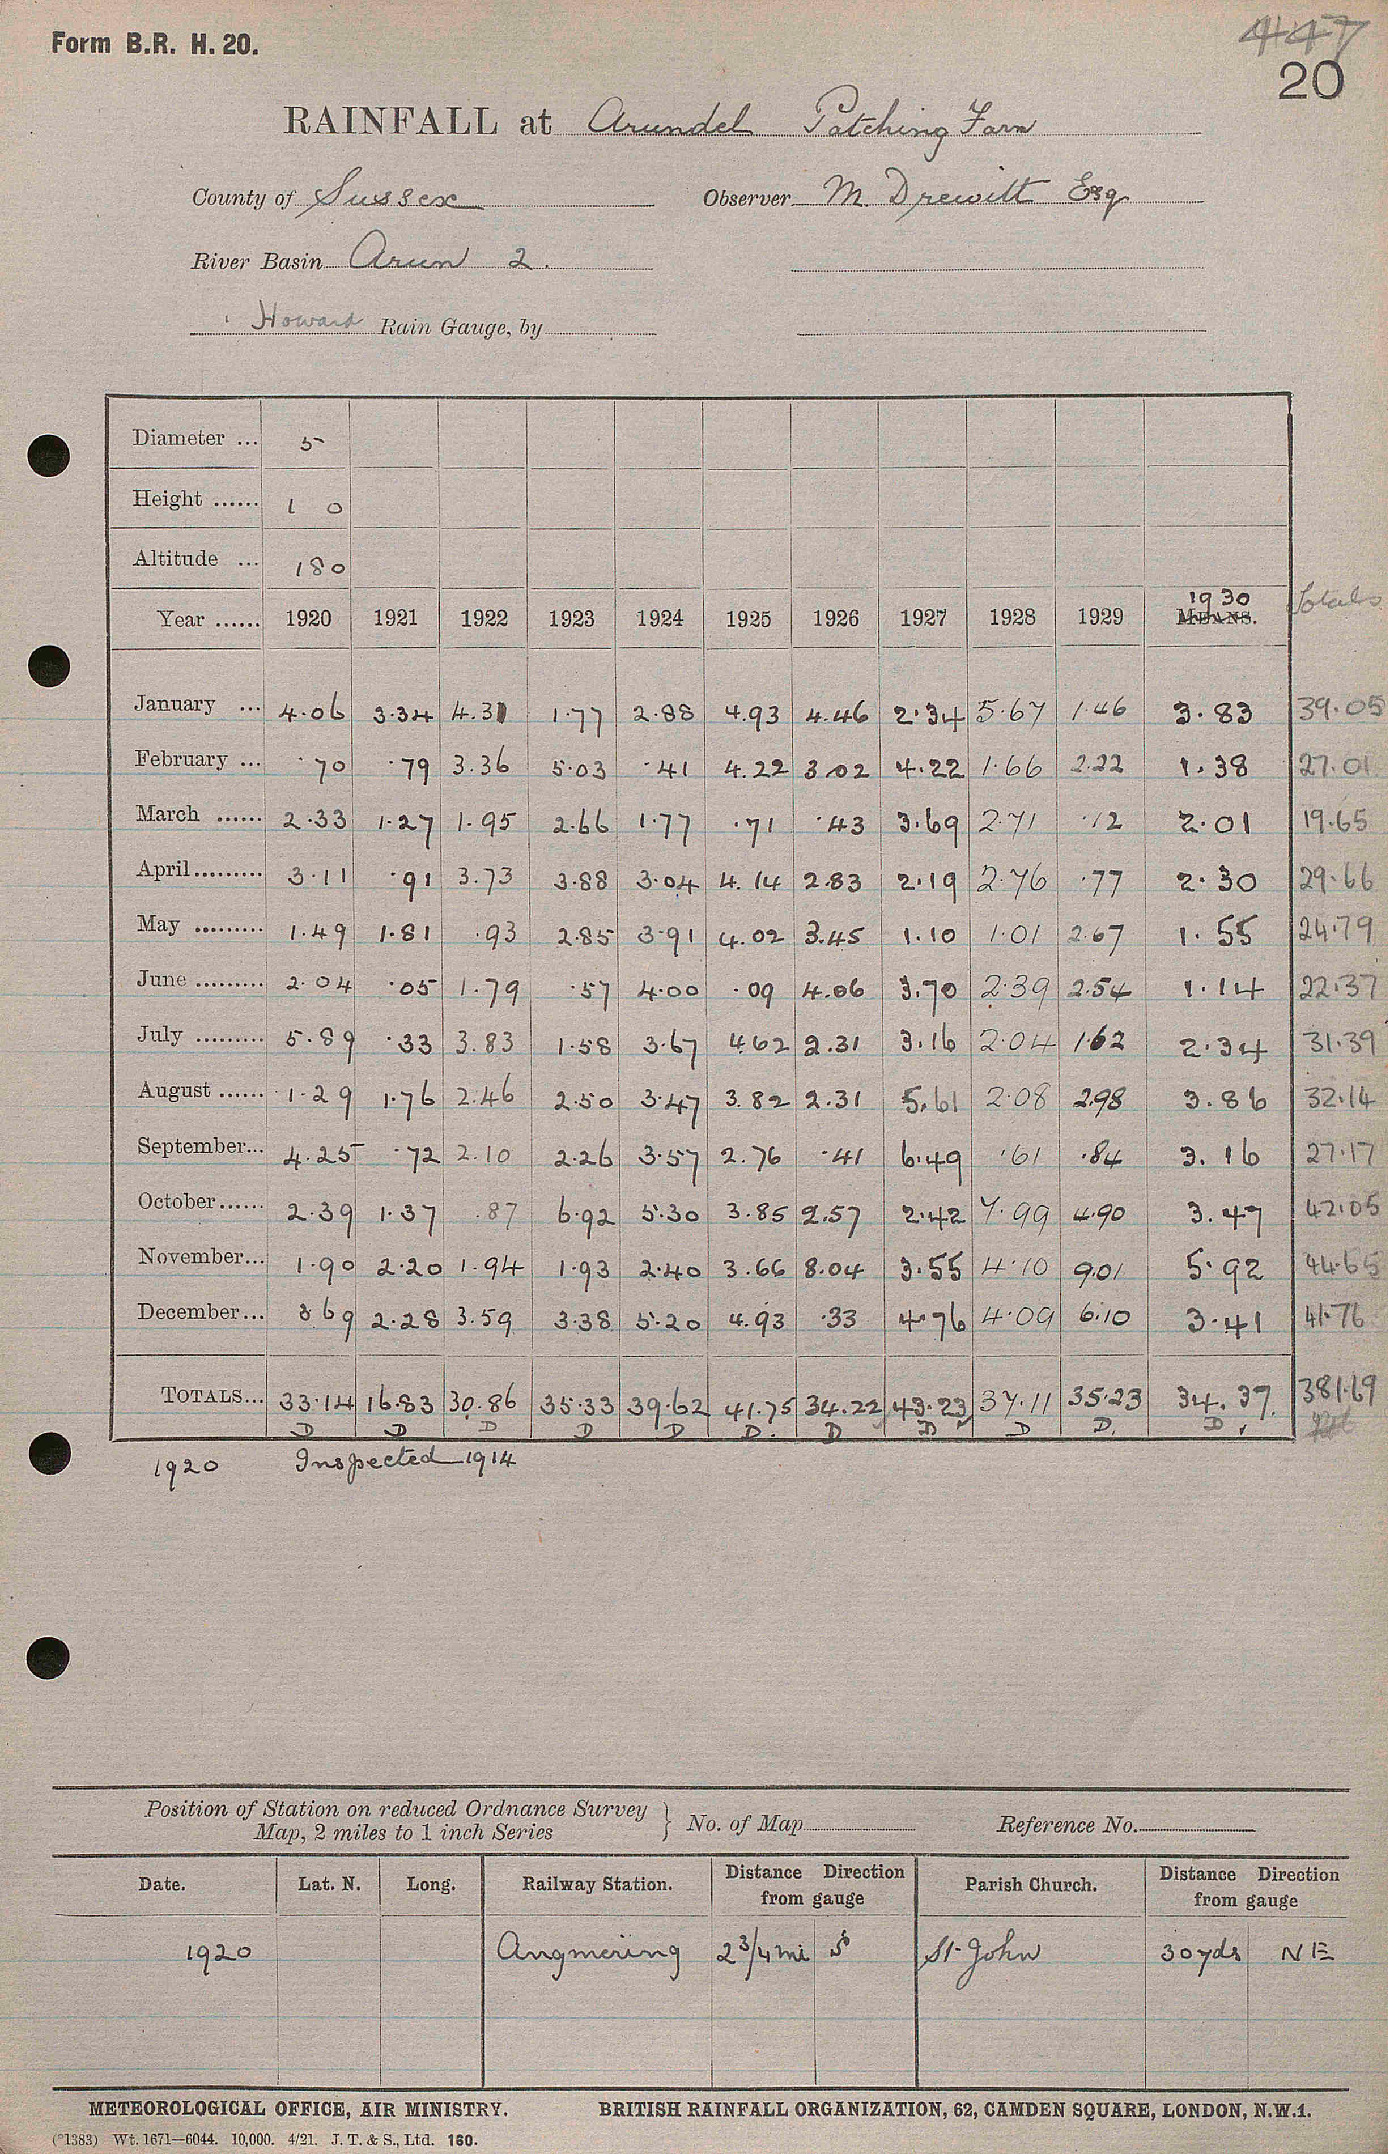 Form B.R. H. 20.
447
20
RAINFALL at Arundel Patching Farm
County of Sussex Observer M. Drewitt Esq
River Basin Arun 2.
Howard Rain Gauge, by
Diameter ... 5
Height ...... 1 0
Altitude ... 180
Year ...... 1920 1921 1922 1923 1924 1925 1926 1927 1928 1929 1930 MEANS. Totals
January ... 4.06 3.34 4.31 1.77 2.88 4.93 4.46 2.34 5.67 1.46 3.83 39.05
February ... .70 .79 3.36 5.03 .41 4.22 3.02 4.22 1.66 2.22 1.38 27.01
March ...... 2.33 1.27 1.95 2.66 1.77 .71 .43 3.69 2.71 .12 2.01 19.65
April......... 3.11 .91 3.73 3.88 3.04 4.14 2.83 2.19 2.76 .77 2.30 29.66
May ......... 1.49 1.81 .93 2.85 3.91 4.02 3.45 1.10 1.01 2.67 1.55 24.79
June ......... 2.04 .05 1.79 .57 4.00 .09 4.06 3.70 2.39 2.54 1.14 22.37
July ......... 5.89 .33 3.83 1.58 3.67 4.62 2.31 3.16 2.04 1.62 2.34 31.39
August ...... 1.29 1.76 2.46 2.50 3.47 3.82 2.31 5.61 2.08 2.98 3.86 32.14
September... 4.25 .72 2.10 2.26 3.57 2.76 .41 6.49 .61 .84 3.16 27.17
October...... 2.39 1.37 .87 6.92 5.30 3.85 2.57 2.42 7.99 4.90 3.47 42.05
November... 1.90 2.20 1.94 1.93 2.40 3.66 8.04 3.55 4.10 9.01 5.92 44.65
December... 3 69 2.28 3.59 3.38 5.20 4.93 .33 4.76 4.09 6.10 3.41 41.76
TOTALS... 33.14 16.83 30.86 35.33 39.62 41.75 34.22 43.23 37.11 35.23 34.37. 381.69
D D D D D D. D D D D. D
1920 Inspected 1914
Position of Station on reduced Ordnance Survey
Map, 2 miles to 1 inch Series } No. of Map Reference No.
Date. Lat. N. Long. Railway Station. Distance Direction from gauge Parish Church. Distance Direction from gauge
1920 Angmering 2 3/4 mi S St. John 30 yds NE
METEOROLOGICAL OFFICE, AIR MINISTRY. BRITISH RAINFALL ORGANIZATION, 62, CAMDEN SQUARE, LONDON, N.W.1.
(*1383) Wt. 1671—6044. 10,000. 4/21. J. T. & S., Ltd. 160.